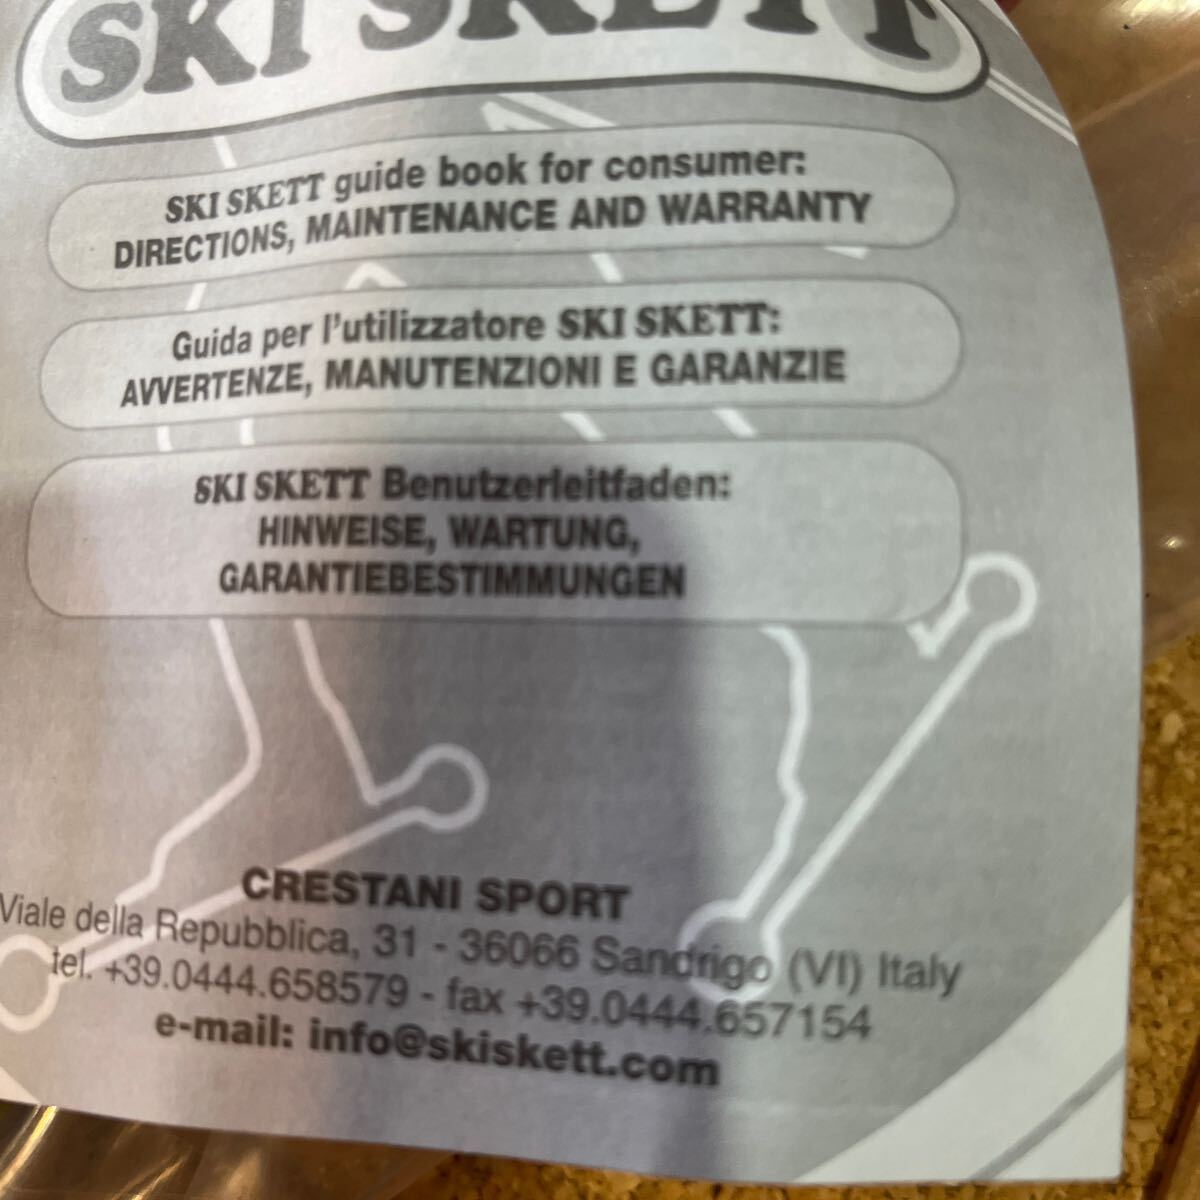 SKI SKETT
SKI SKETT guide book for consumer:
DIRECTIONS, MAINTENANCE AND WARRANTY
Guida per l'utilizzatore SKI SKETT:
AVVERTENZE, MANUTENZIONI E GARANZIE
SKI SKETT Benutzerleitfaden:
HINWEISE, WARTUNG,
GARANTIEBESTIMMUNGEN
CRESTANI SPORT
Viale della Repubblica, 31 - 36066 Sandrigo (VI) Italy
tel. +39.0444.658579 - fax +39.0444.657154
e-mail: info@skiskett.com